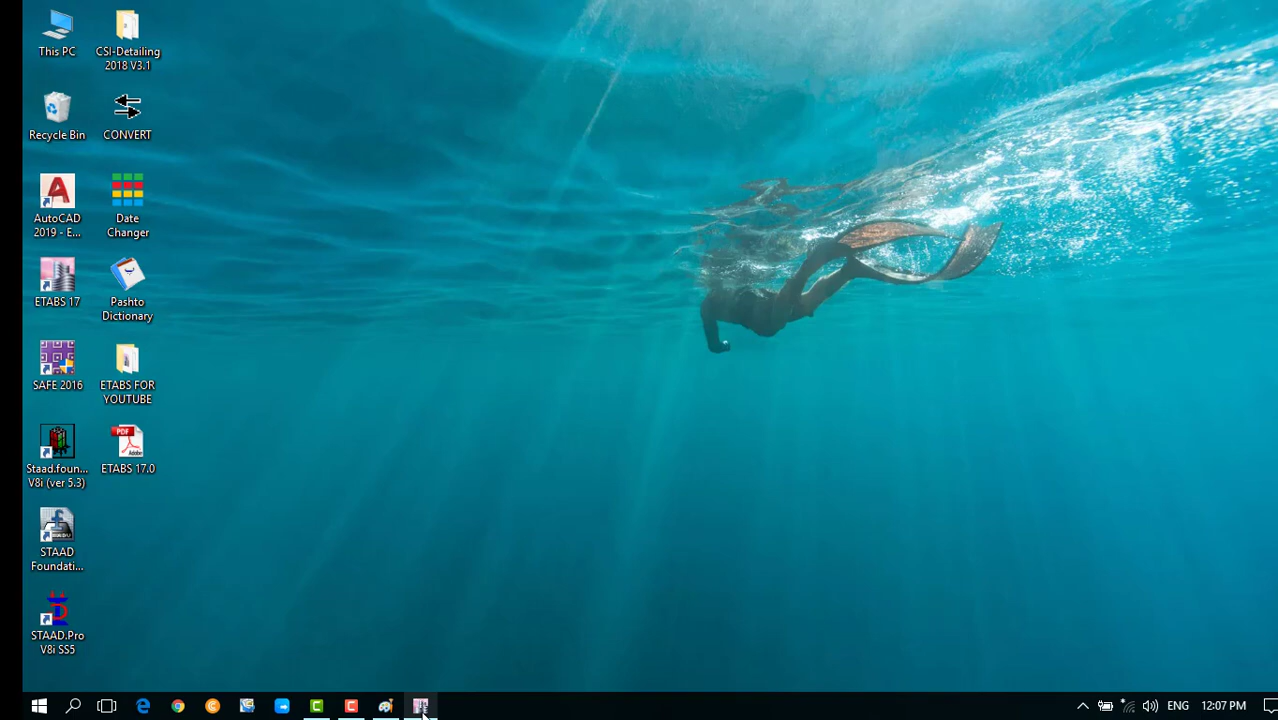 This PC
CSI-Detailing
2018 V3.1
Recycle Bin
CONVERT
AutoCAD
2019 - E...
Date
Changer
ETABS 17
Pashto
Dictionary
SAFE 2016
ETABS FOR
YOUTUBE
Staad.foun...
V8i (ver 5.3)
ETABS 17.0
STAAD
Foundati...
STAAD.Pro
V8i SS5
ENG
12:07 PM